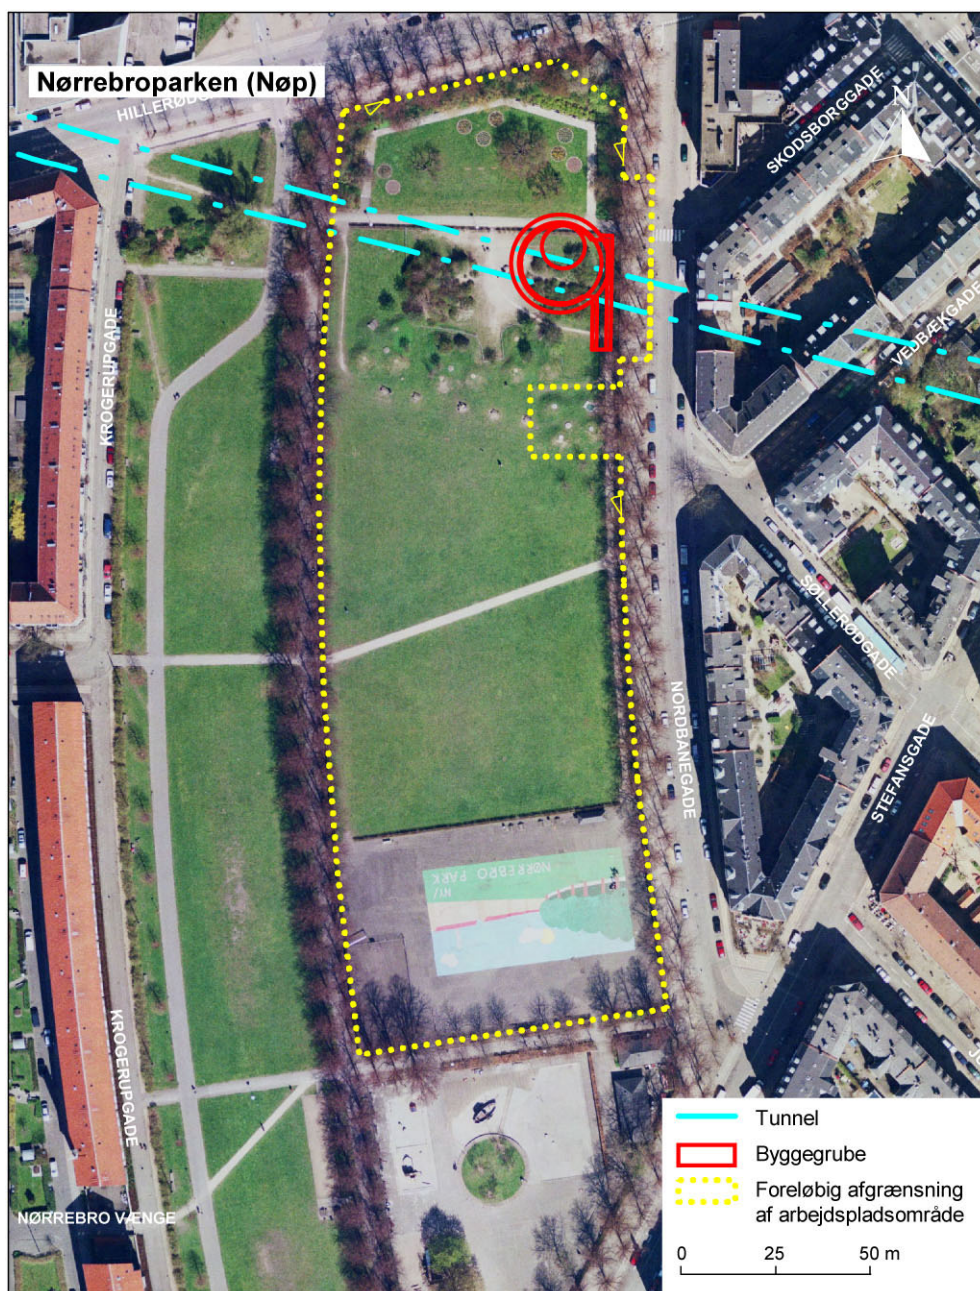 Nørrebroparken (Nøp)
SKODSBORGGADE
N
KROGERUPGADE
VEDBÆKGADE
SØLLERØDGADE
NORDBANEGADE
STEFANSGADE
NØRREBRO PARK
KROGERUPGADE
NØRREBRO VÆNGE
Tunnel
Byggegrube
Foreløbig afgrænsning
af arbejdspladsområde
0 25 50 m